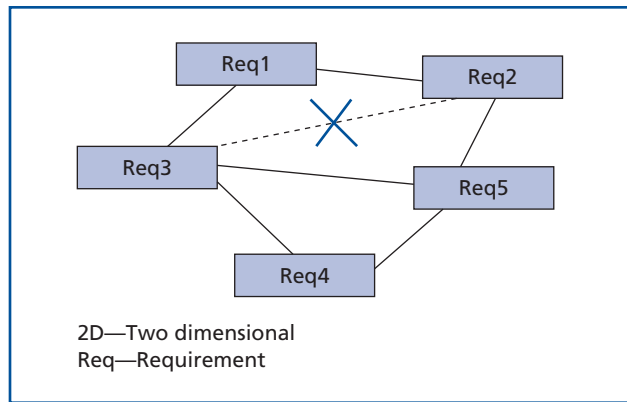 Req1
Req2
Req3
Req5
Req4
2D—Two dimensional
Req—Requirement